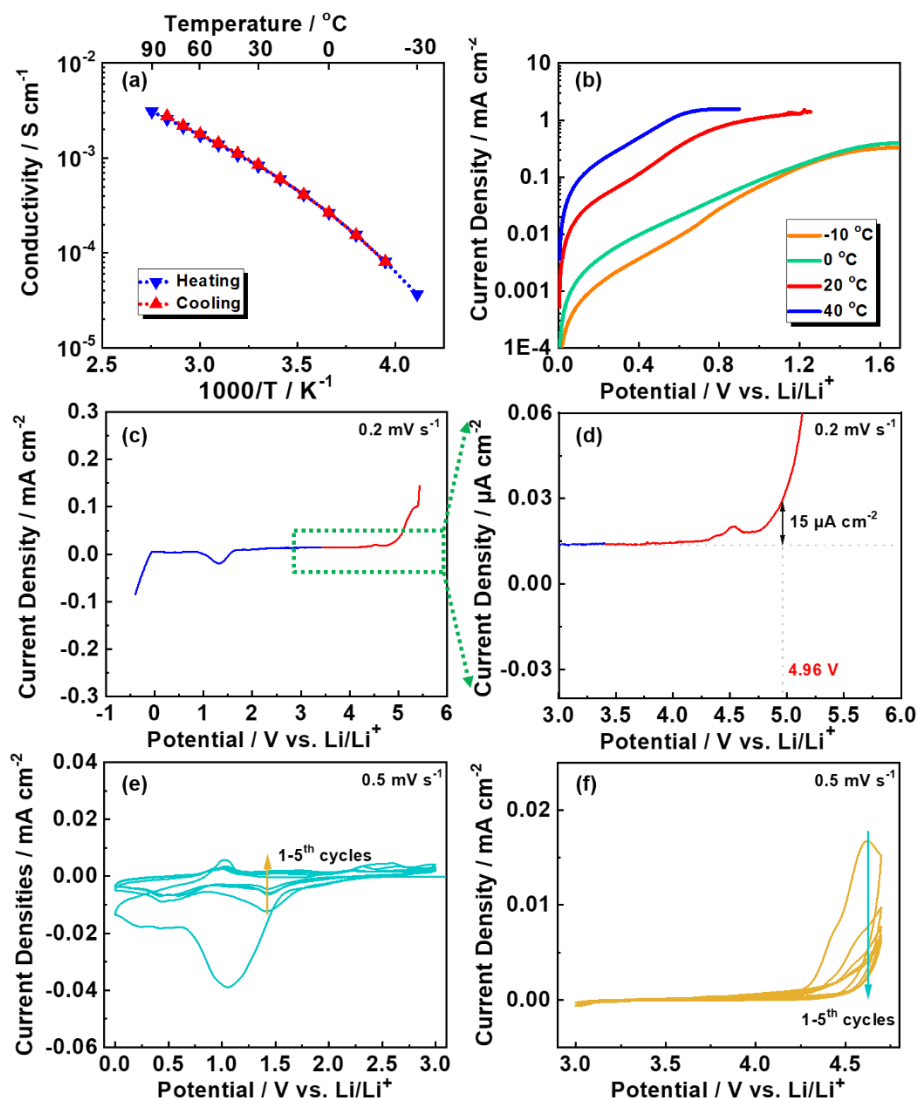 Temperature / °C
90 60 30 0 -30
(a)
10⁻²
10⁻³
10⁻⁴
10⁻⁵
Conductivity / S cm⁻¹
Heating
Cooling
2.5 3.0 3.5 4.0
1000/T / K⁻¹
(b)
10
1
0.1
0.01
0.001
1E-4
Current Density / mA cm⁻²
-10 °C
0 °C
20 °C
40 °C
0.0 0.4 0.8 1.2 1.6
Potential / V vs. Li/Li⁺
(c)
0.2 mV s⁻¹
0.3
0.2
0.1
0.0
-0.1
-0.2
-0.3
Current Density / mA cm⁻²
-1 0 1 2 3 4 5 6
Potential / V vs. Li/Li⁺
(d)
0.2 mV s⁻¹
0.06
0.03
0.00
-0.03
Current Density / µA cm⁻²
15 µA cm⁻²
4.96 V
3.0 3.5 4.0 4.5 5.0 5.5 6.0
Potential / V vs. Li/Li⁺
(e)
0.5 mV s⁻¹
0.04
0.02
0.00
-0.02
-0.04
-0.06
Current Densities / mA cm⁻²
1-5ᵗʰ cycles
0.0 0.5 1.0 1.5 2.0 2.5 3.0
Potential / V vs. Li/Li⁺
(f)
0.5 mV s⁻¹
0.02
0.01
0.00
Current Density / mA cm⁻²
1-5ᵗʰ cycles
3.0 3.5 4.0 4.5
Potential / V vs. Li/Li⁺